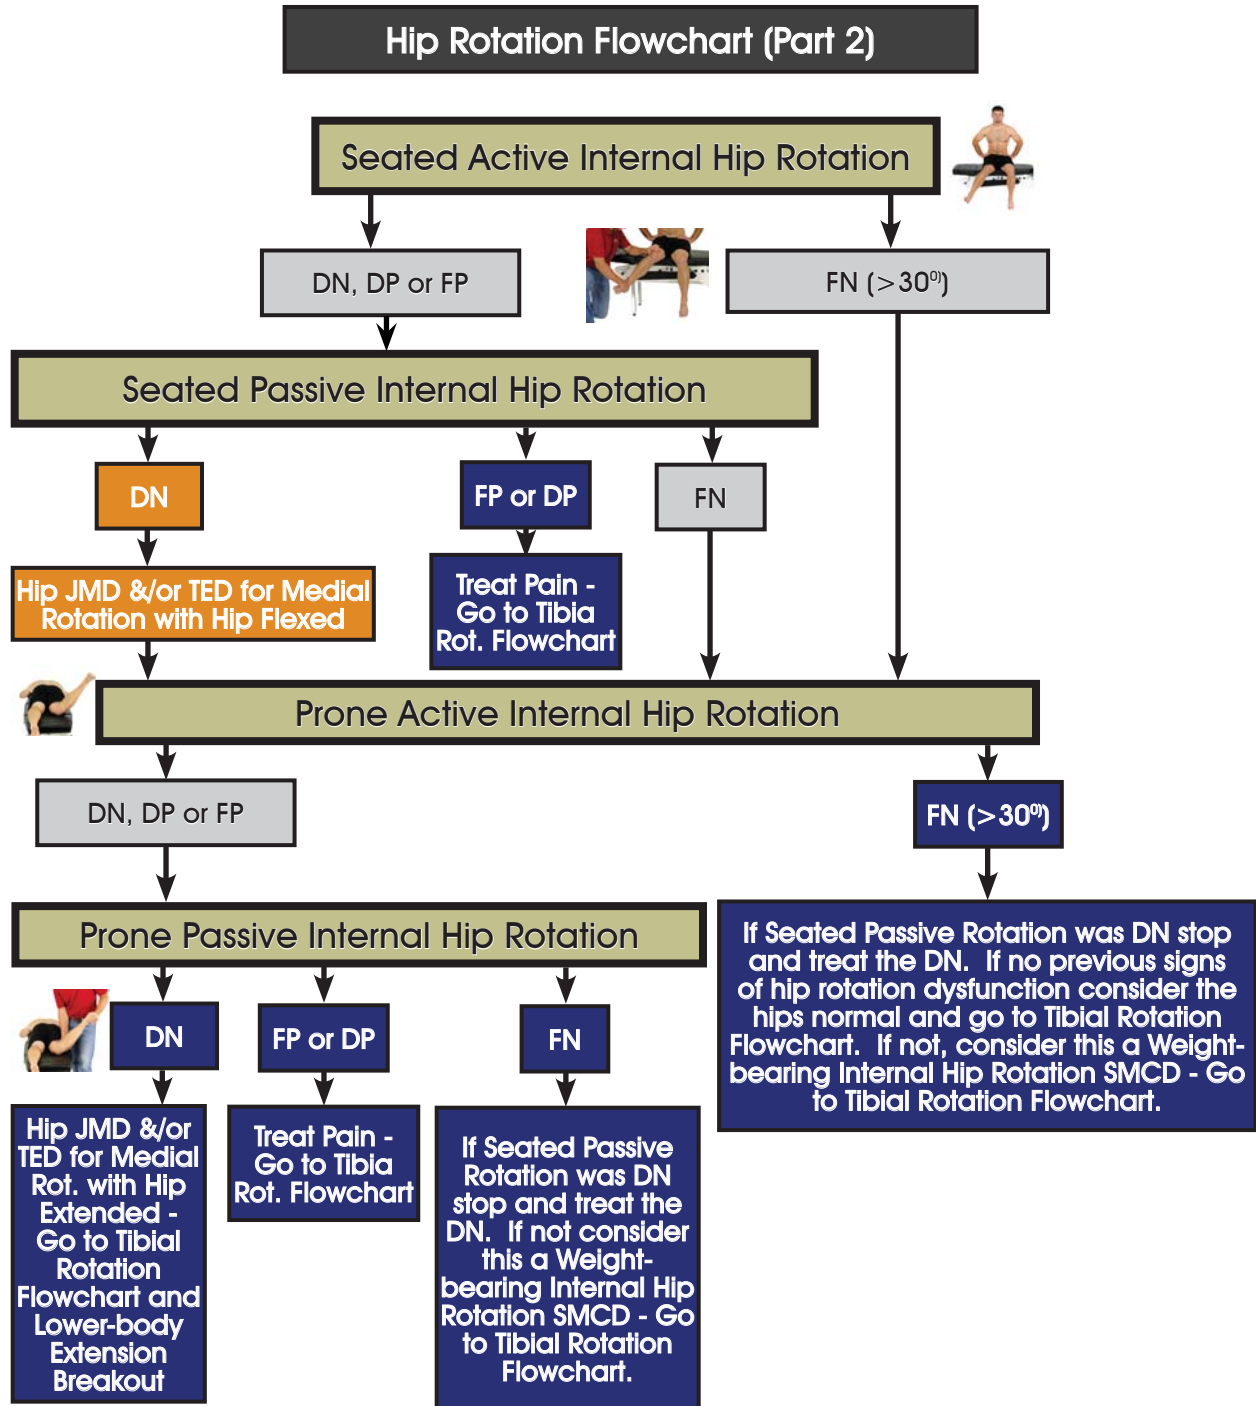 Hip Rotation Flowchart (Part 2)
Seated Active Internal Hip Rotation
DN, DP or FP
FN (>30⁰⁾)
Seated Passive Internal Hip Rotation
DN
FP or DP
FN
Hip JMD &/or TED for Medial
Rotation with Hip Flexed
Treat Pain -
Go to Tibia
Rot. Flowchart
Prone Active Internal Hip Rotation
DN, DP or FP
FN (>30⁰⁾)
Prone Passive Internal Hip Rotation
DN
FP or DP
FN
If Seated Passive Rotation was DN stop
and treat the DN.  If no previous signs
of hip rotation dysfunction consider the
hips normal and go to Tibial Rotation
Flowchart.  If not, consider this a Weight-
bearing Internal Hip Rotation SMCD - Go
to Tibial Rotation Flowchart.
Hip JMD &/or
TED for Medial
Rot. with Hip
Extended -
Go to Tibial
Rotation
Flowchart and
Lower-body
Extension
Breakout
Treat Pain -
Go to Tibia
Rot. Flowchart
If Seated Passive
Rotation was DN
stop and treat the
DN.  If not consider
this a Weight-
bearing Internal Hip
Rotation SMCD - Go
to Tibial Rotation
Flowchart.